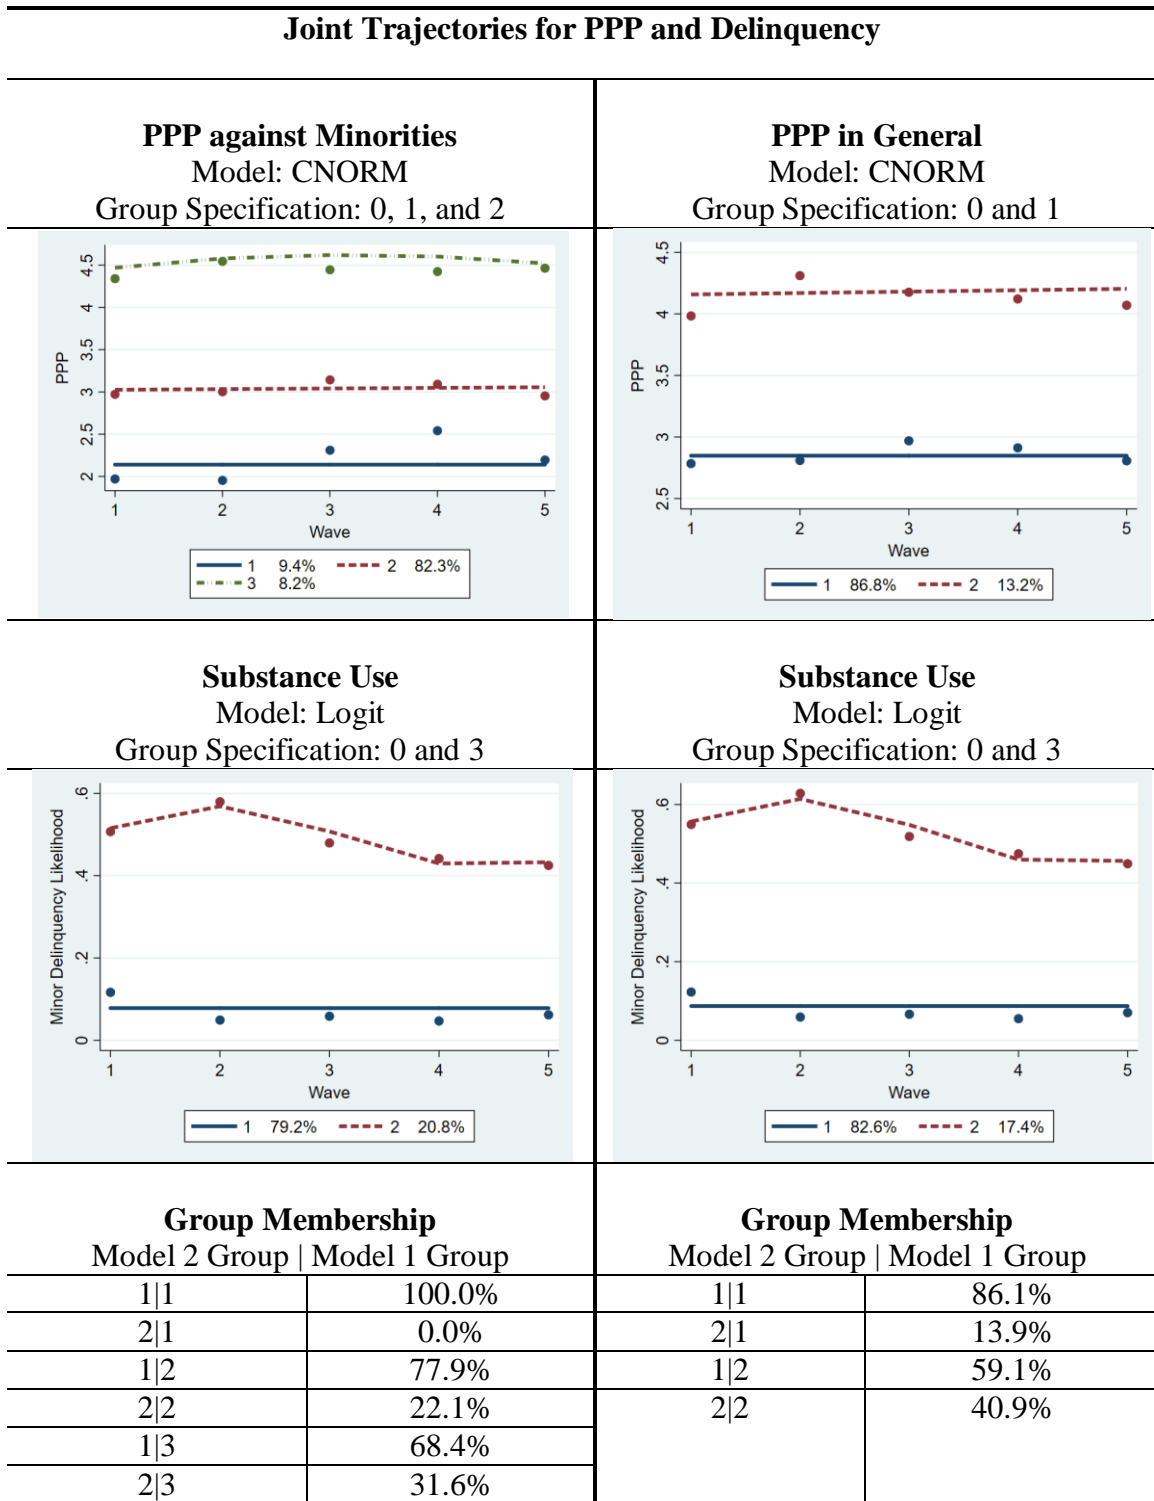 Joint Trajectories for PPP and Delinquency
PPP against Minorities
Model: CNORM
Group Specification: 0, 1, and 2
PPP in General
Model: CNORM
Group Specification: 0 and 1
PPP
4.5
4
3.5
3
2.5
2
1 2 3 4 5
Wave
1 9.4% 2 82.3%
3 8.2%
PPP
4.5
4
3.5
3
2.5
1 2 3 4 5
Wave
1 86.8% 2 13.2%
Substance Use
Model: Logit
Group Specification: 0 and 3
Substance Use
Model: Logit
Group Specification: 0 and 3
Minor Delinquency Likelihood
.6
.4
.2
0
1 2 3 4 5
Wave
1 79.2% 2 20.8%
Minor Delinquency Likelihood
.6
.4
.2
0
1 2 3 4 5
Wave
1 82.6% 2 17.4%
Group Membership
Model 2 Group | Model 1 Group
1|1 100.0%
2|1 0.0%
1|2 77.9%
2|2 22.1%
1|3 68.4%
2|3 31.6%
Group Membership
Model 2 Group | Model 1 Group
1|1 86.1%
2|1 13.9%
1|2 59.1%
2|2 40.9%